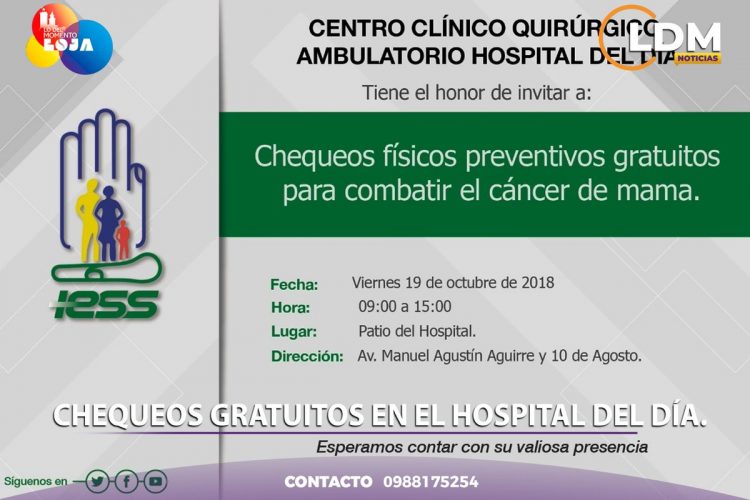 LO DEL
MOMENTO
LOJA
CENTRO CLÍNICO QUIRÚRGICO
AMBULATORIO HOSPITAL DEL DÍA
LDM
NOTICIAS
Tiene el honor de invitar a:
Chequeos físicos preventivos gratuitos
para combatir el cáncer de mama.
IESS
Fecha: Viernes 19 de octubre de 2018
Hora: 09:00 a 15:00
Lugar: Patio del Hospital.
Dirección: Av. Manuel Agustín Aguirre y 10 de Agosto.
CHEQUEOS GRATUITOS EN EL HOSPITAL DEL DÍA.
Esperamos contar con su valiosa presencia
Síguenos en
CONTACTO 0988175254